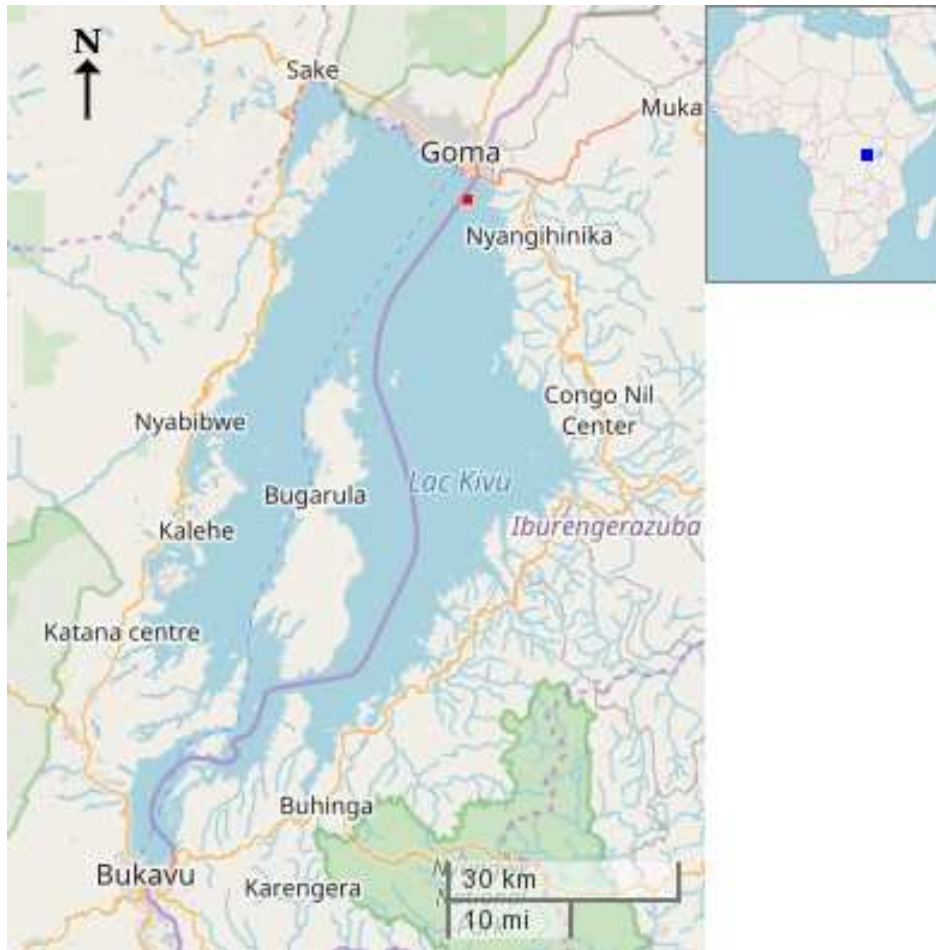 N
Sake
Muka
Goma
Nyangihinika
Congo Nil
Center
Nyabibwe
Lac Kivu
Bugarula
Kalehe
Iburengerazuba
Katana centre
Buhinga
Bukavu
Karengera
30 km
10 mi